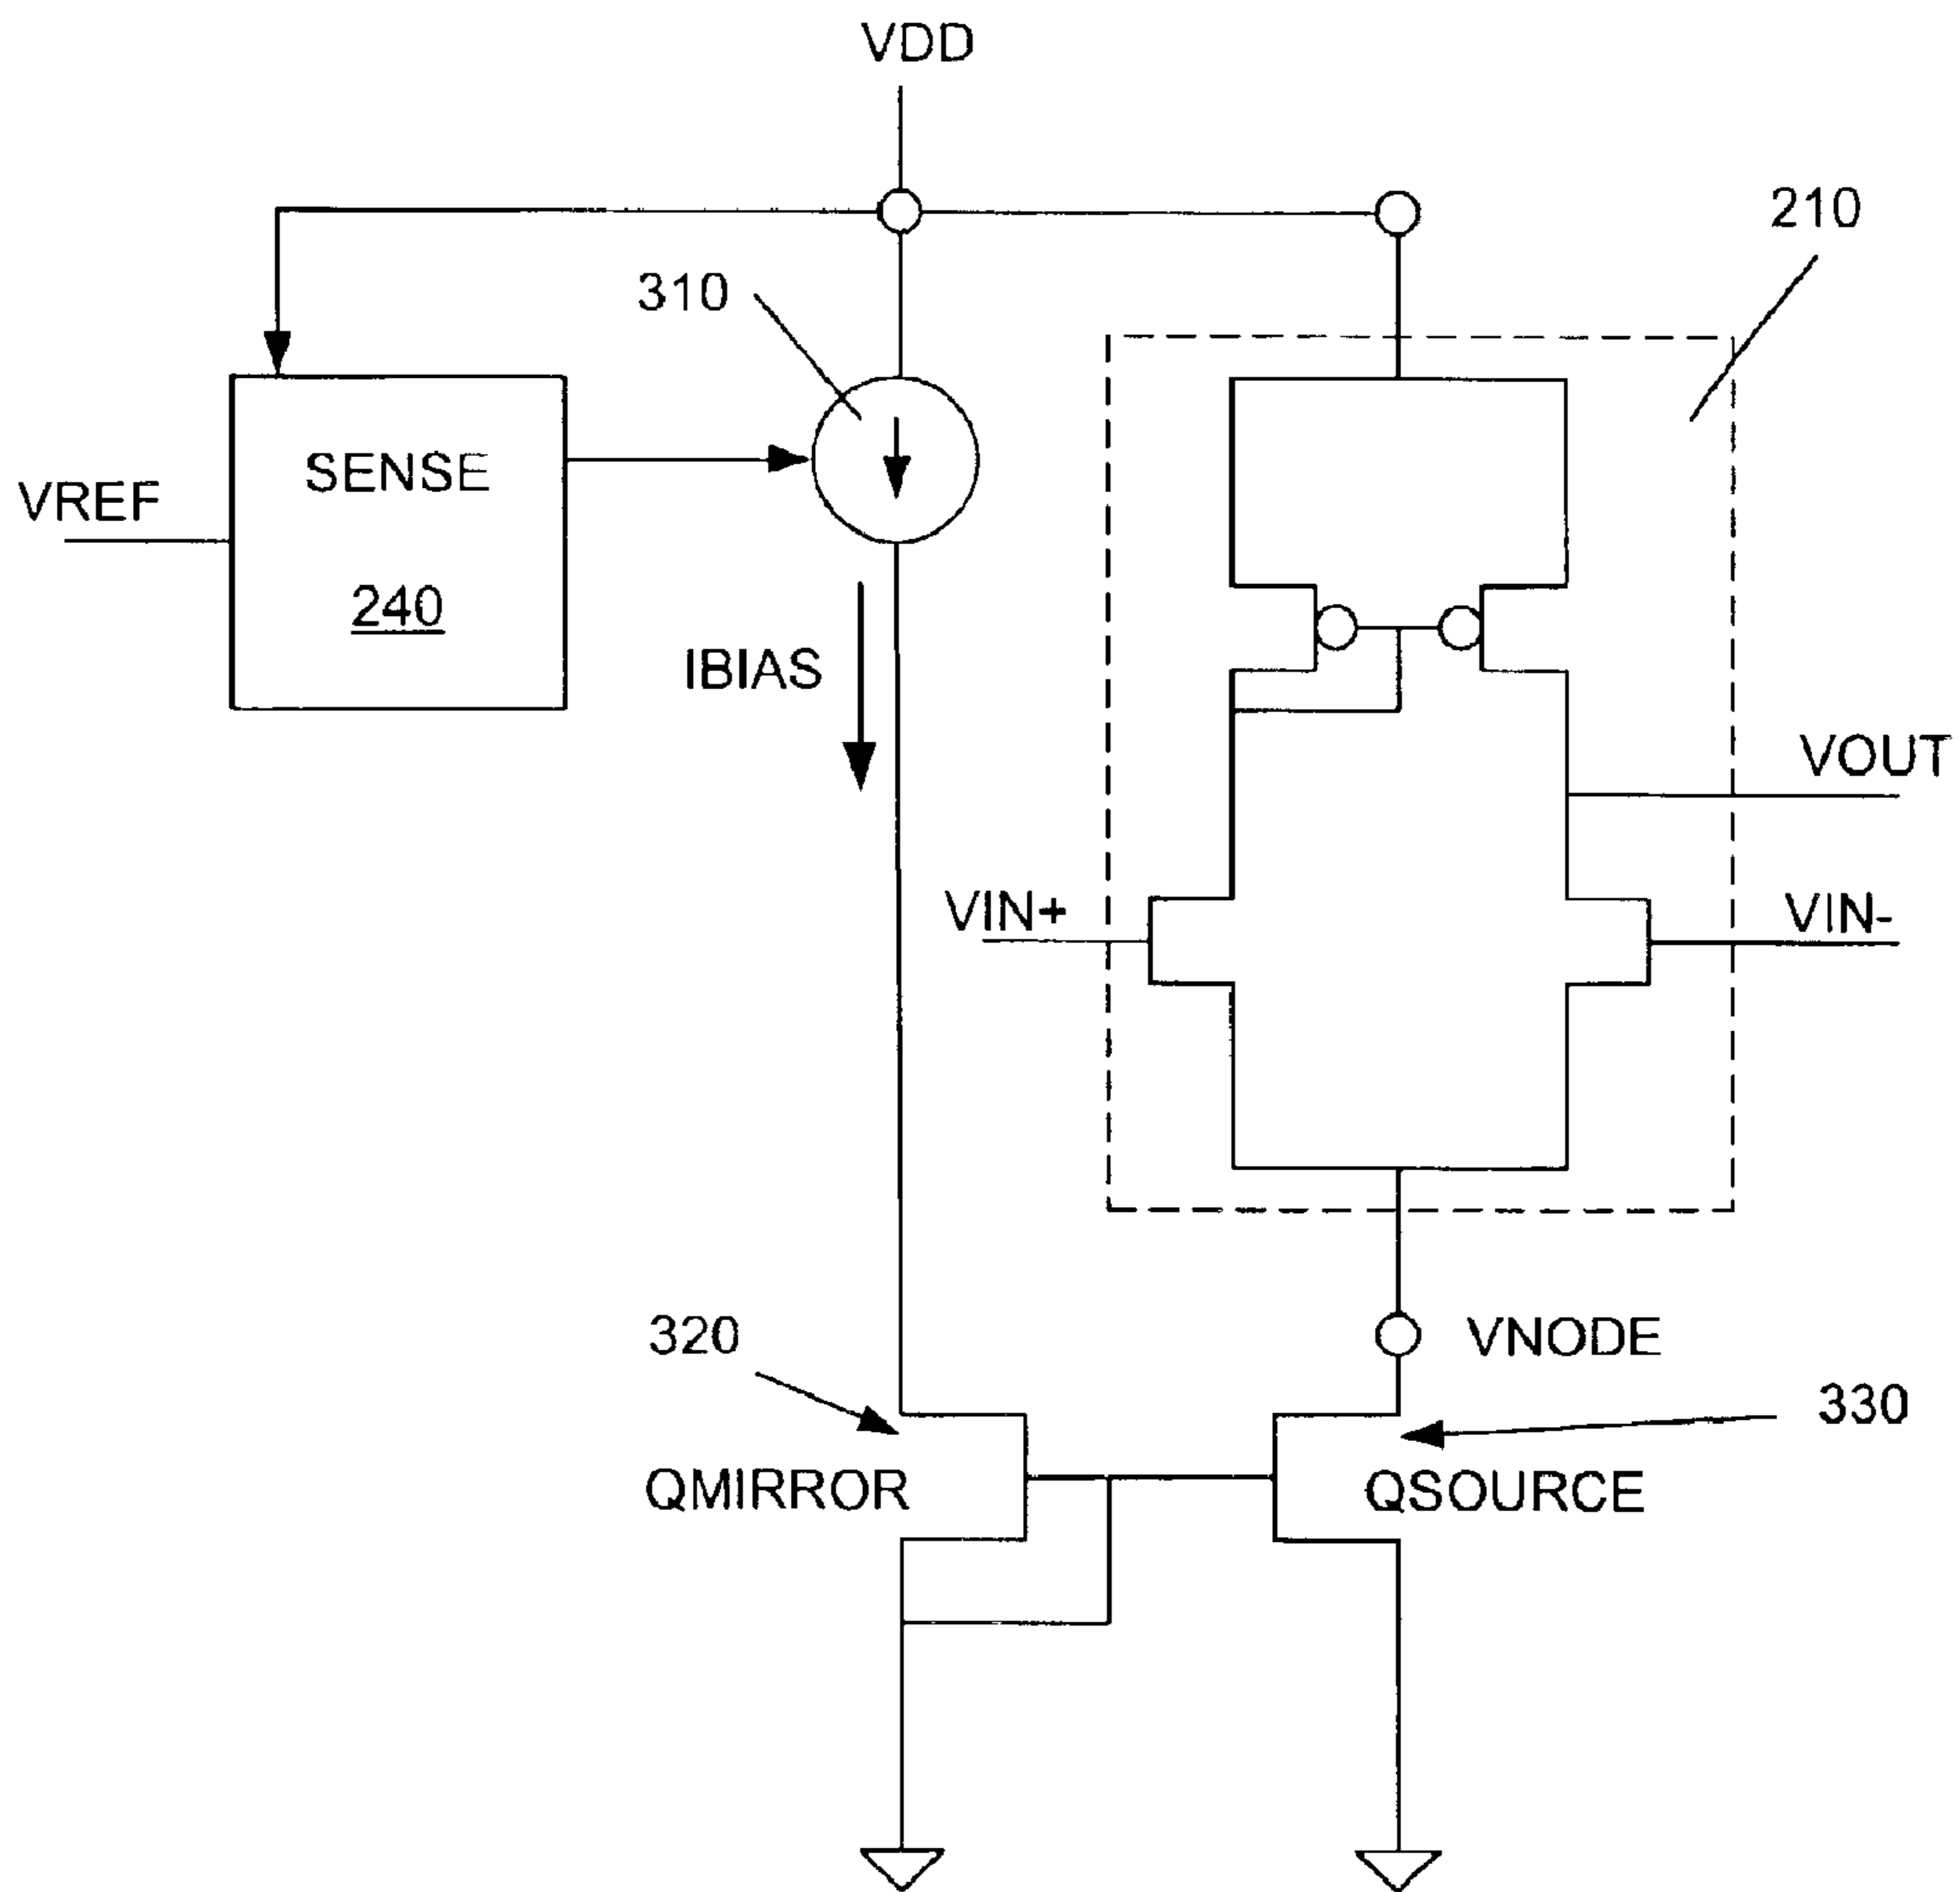 VDD
210
310
SENSE
VREF
240
IBIAS
VOUT
VIN+
VIN-
320
VNODE
330
QMIRROR
QSOURCE